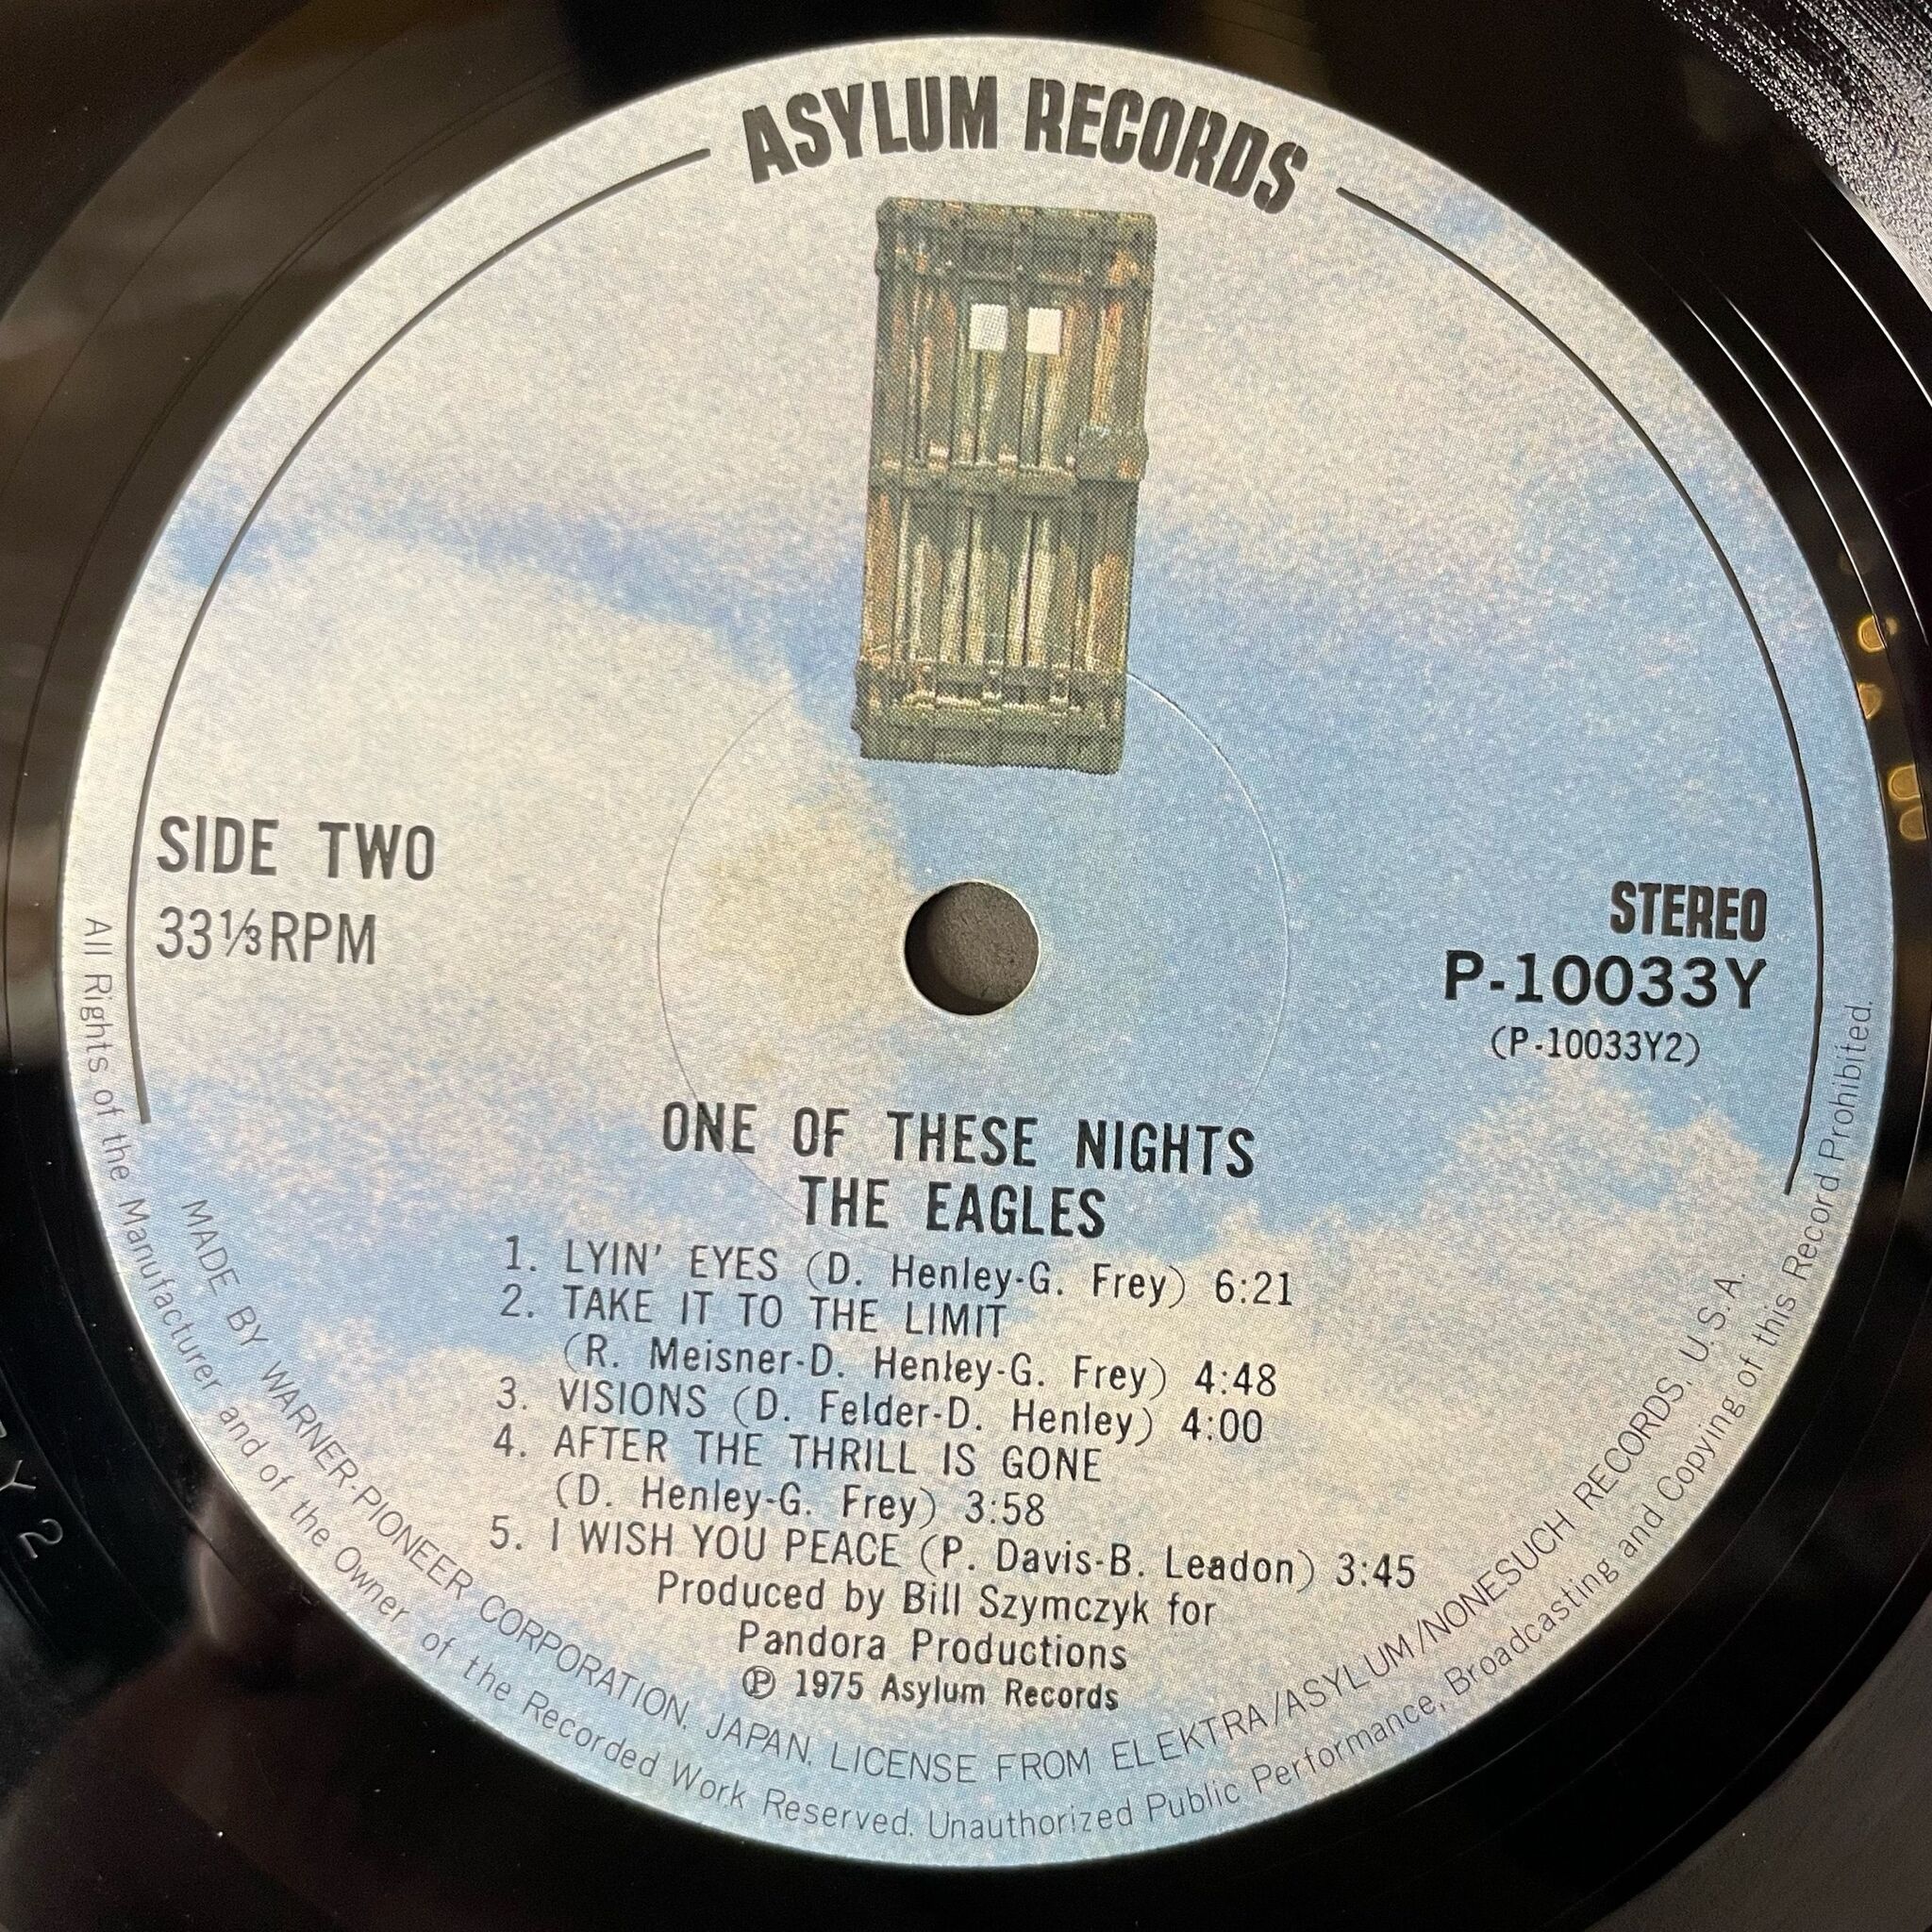 ASYLUM RECORDS
SIDE TWO
33⅓RPM
STEREO
P-10033Y
(P-10033Y2)
ONE OF THESE NIGHTS
THE EAGLES
1. LYIN' EYES (D. Henley-G. Frey) 6:21
2. TAKE IT TO THE LIMIT
(R. Meisner-D. Henley-G. Frey) 4:48
3. VISIONS (D. Felder-D. Henley) 4:00
4. AFTER THE THRILL IS GONE
(D. Henley-G. Frey) 3:58
5. I WISH YOU PEACE (P. Davis-B. Leadon) 3:45
Produced by Bill Szymczyk for
Pandora Productions
℗ 1975 Asylum Records
MADE BY WARNER-PIONEER CORPORATION, JAPAN. LICENSE FROM ELEKTRA/ASYLUM/NONESUCH RECORDS, U.S.A.
All Rights of the Manufacturer and of the Owner of the Recorded Work Reserved. Unauthorized Public Performance, Broadcasting and Copying of this Record Prohibited.
Y2